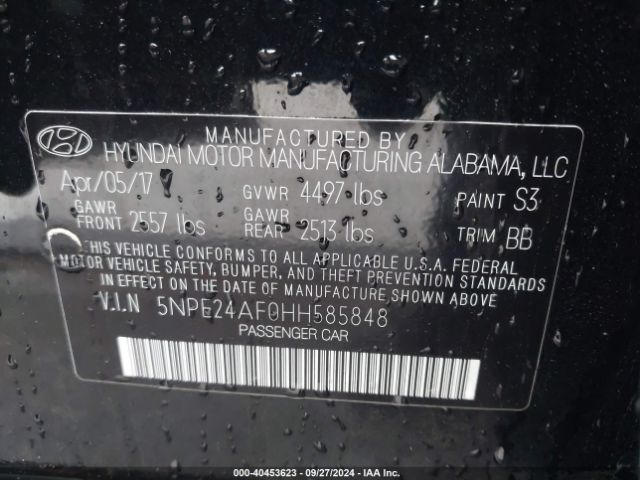 MANUFACTURED BY
HYUNDAI MOTOR MANUFACTURING ALABAMA, LLC
Apr/05/17 GVWR 4497 lbs PAINT S3
GAWR FRONT 2557 lbs GAWR REAR 2513 lbs TRIM BB
THIS VEHICLE CONFORMS TO ALL APPLICABLE U.S.A. FEDERAL
MOTOR VEHICLE SAFETY, BUMPER, AND THEFT PREVENTION STANDARDS
IN EFFECT ON THE DATE OF MANUFACTURE SHOWN ABOVE.
V.I.N 5NPE24AF0HH585848
PASSENGER CAR
000-40453623 - 09/27/2024 - IAA Inc.